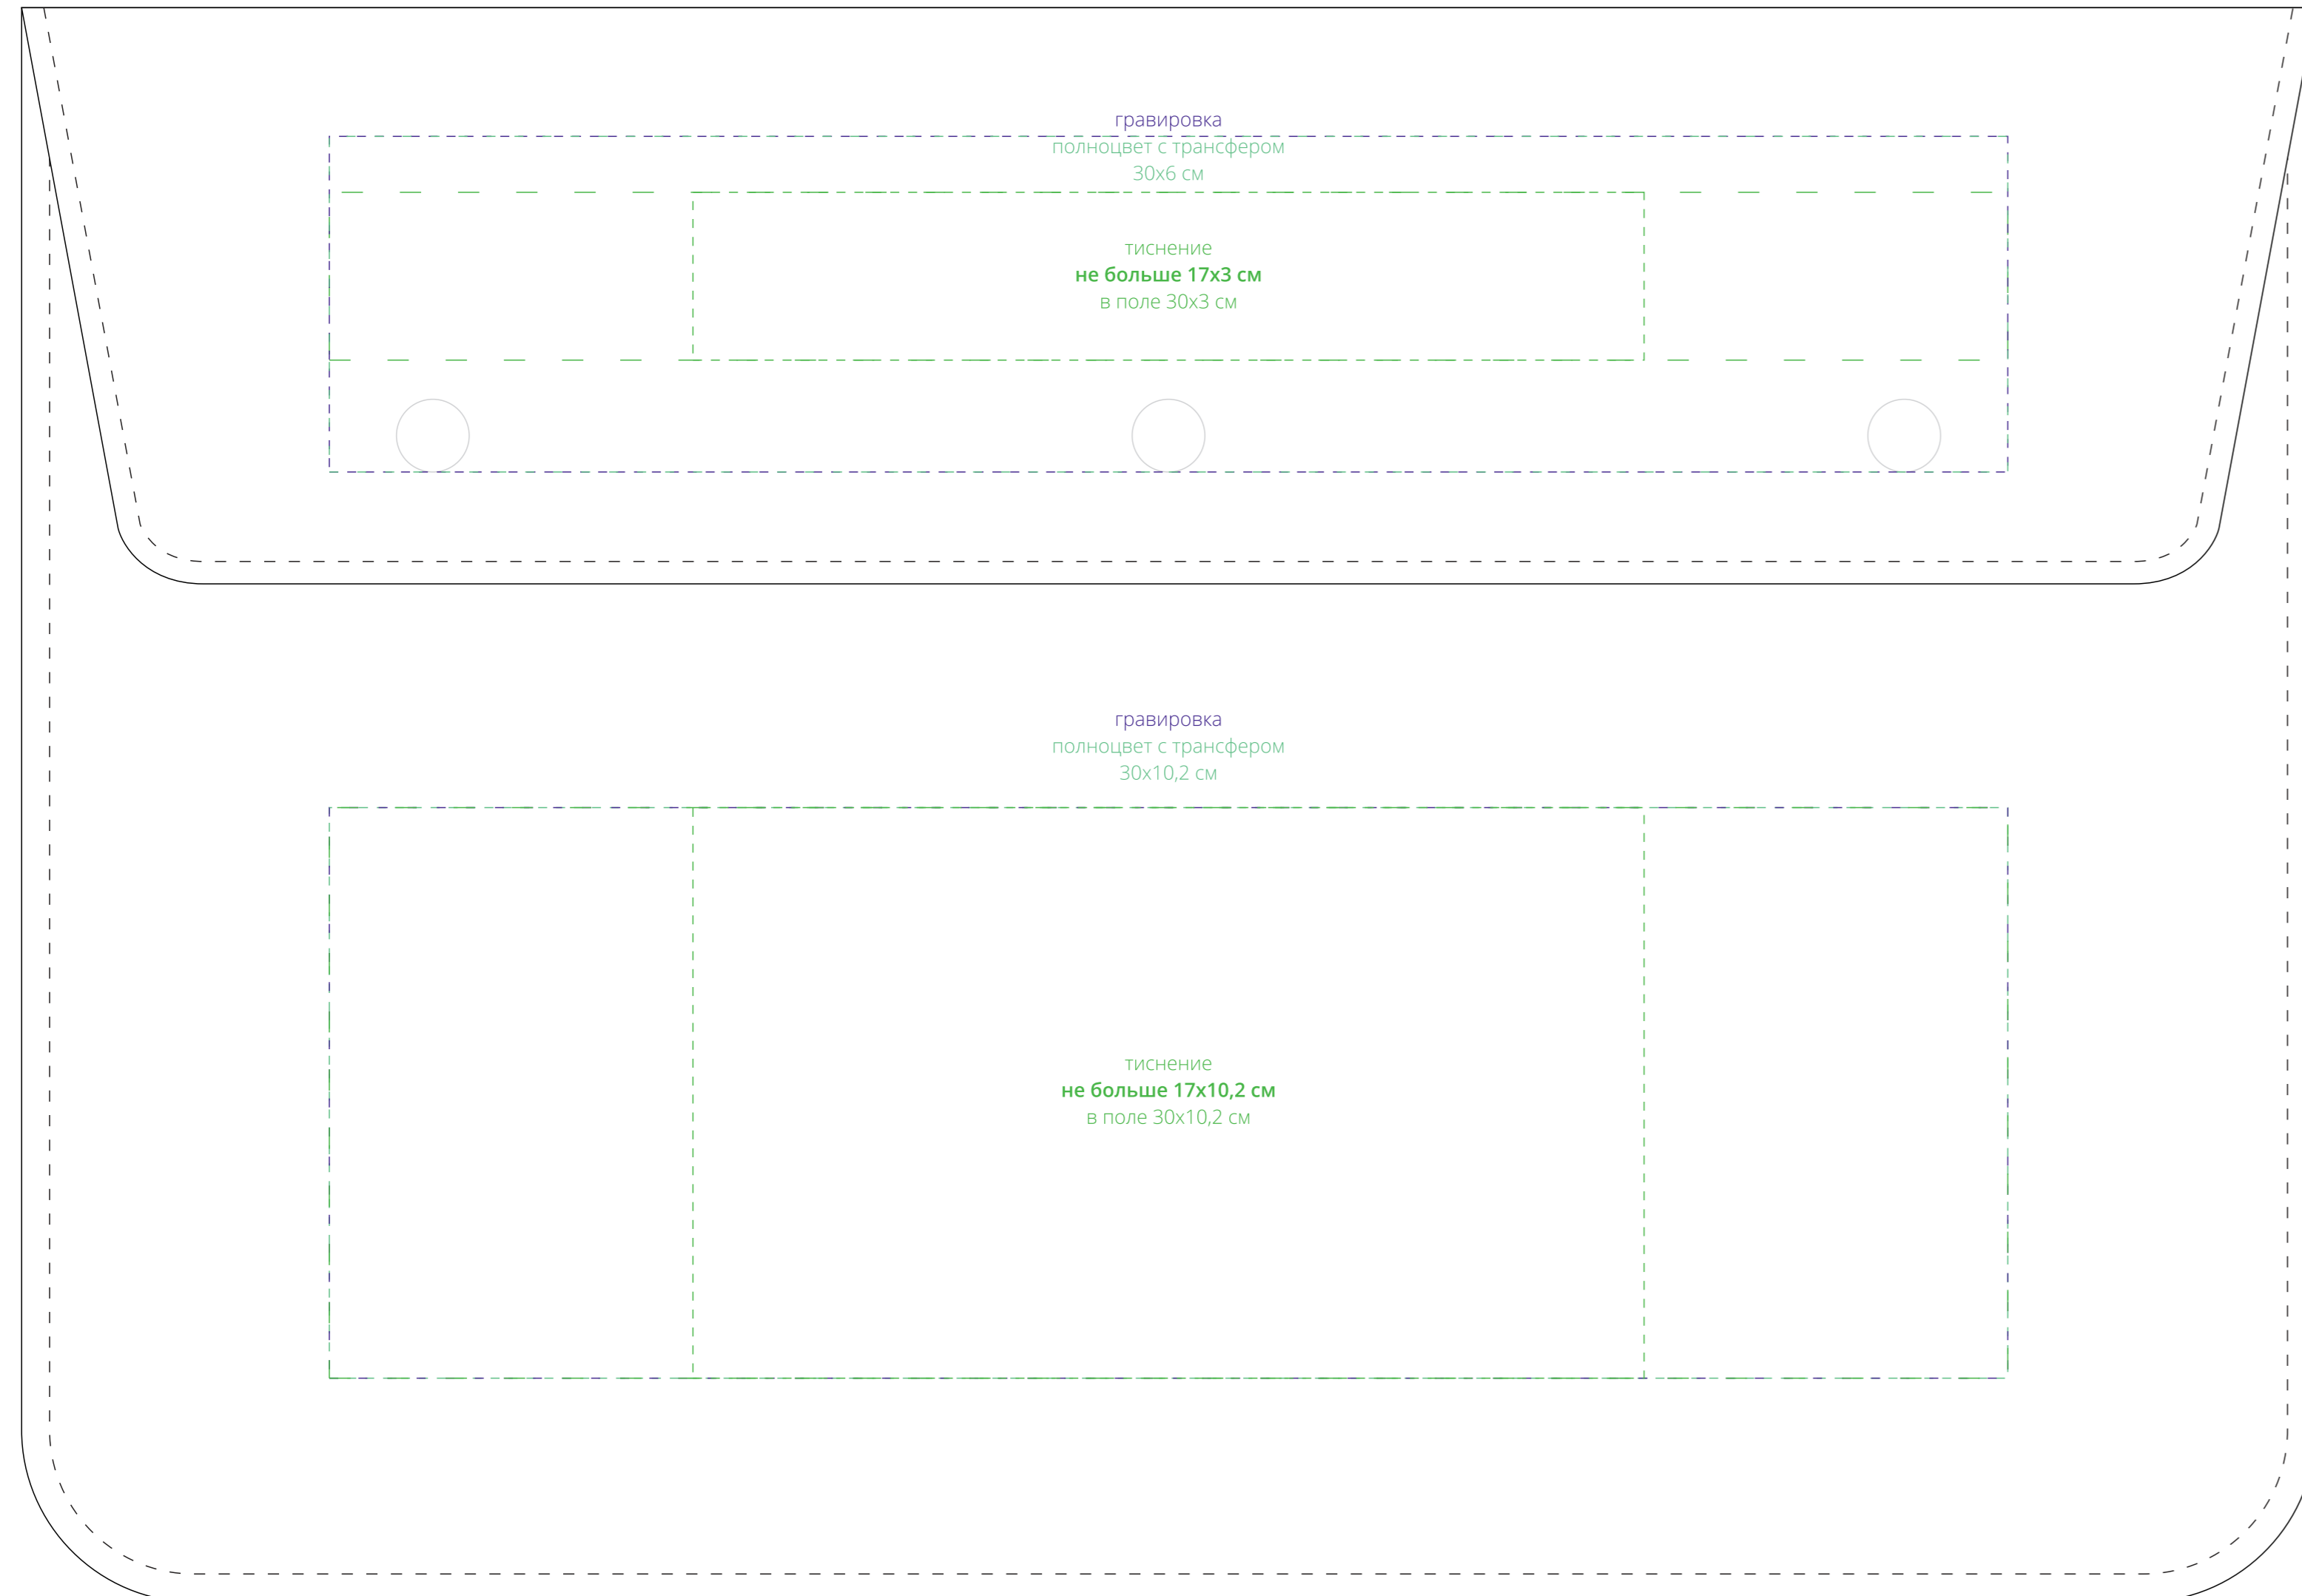 гравировка
полноцвет с трансфером
30х6 см
тиснение
не больше 17х3 см
в поле 30х3 см
гравировка
полноцвет с трансфером
30х10,2 см
тиснение
не больше 17х10,2 см
в поле 30х10,2 см